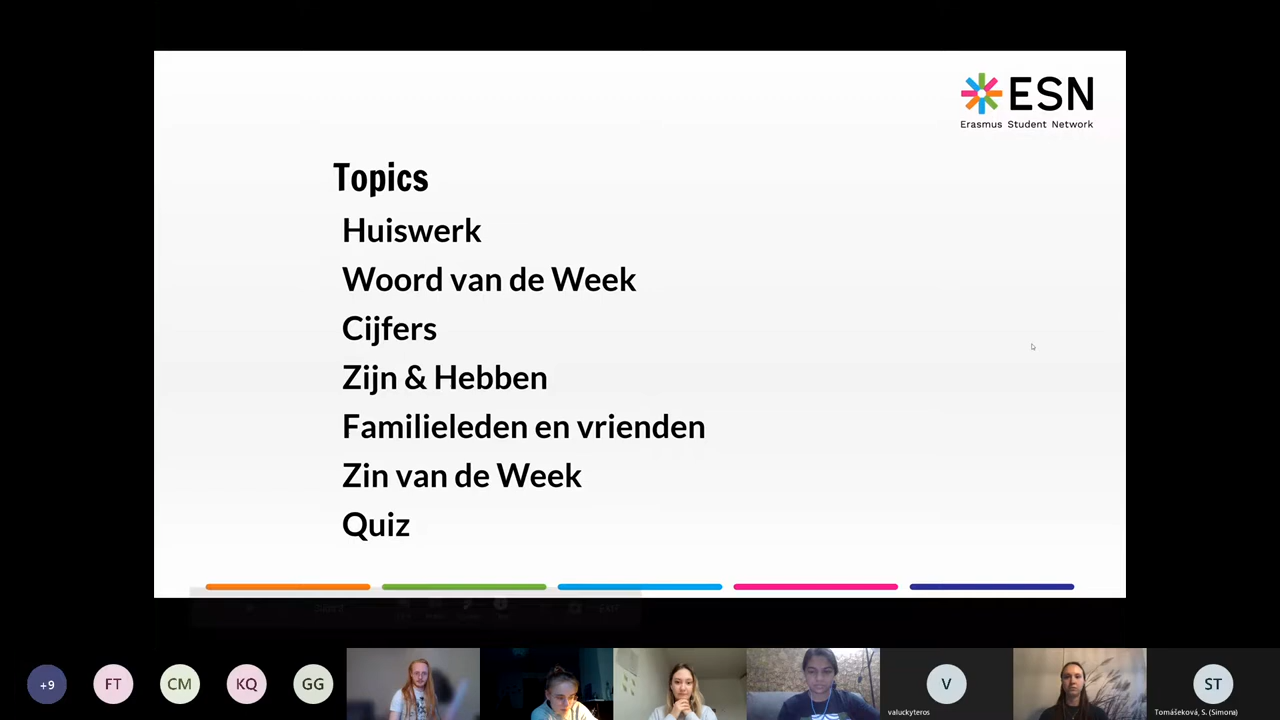 ESN
Erasmus Student Network
Topics
Huiswerk
Woord van de Week
Cijfers
Zijn & Hebben
Familieleden en vrienden
Zin van de Week
Quiz
+9
FT
CM
KQ
GG
V
valuckyteros
ST
Tomášeková, S. (Simona)